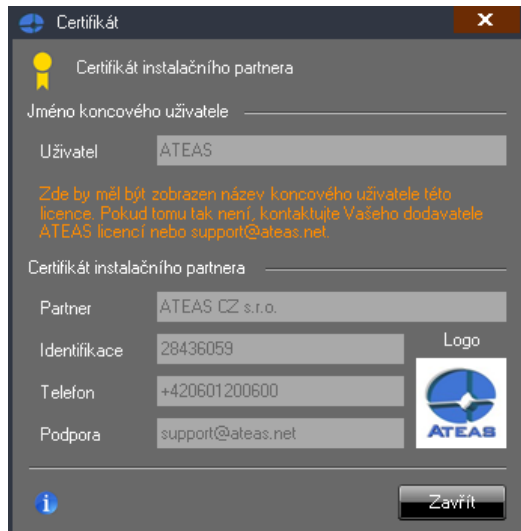 Certifikát
X
Certifikát instalačního partnera
Jméno koncového uživatele
Uživatel ATEAS
Zde by měl být zobrazen název koncového uživatele této
licence. Pokud tomu tak není, kontaktujte Vašeho dodavatele
ATEAS licencí nebo support@ateas.net.
Certifikát instalačního partnera
Partner ATEAS CZ s.r.o.
Identifikace 28436059
Logo
Telefon +420601200600
Podpora support@ateas.net
ATEAS
i
Zavřít